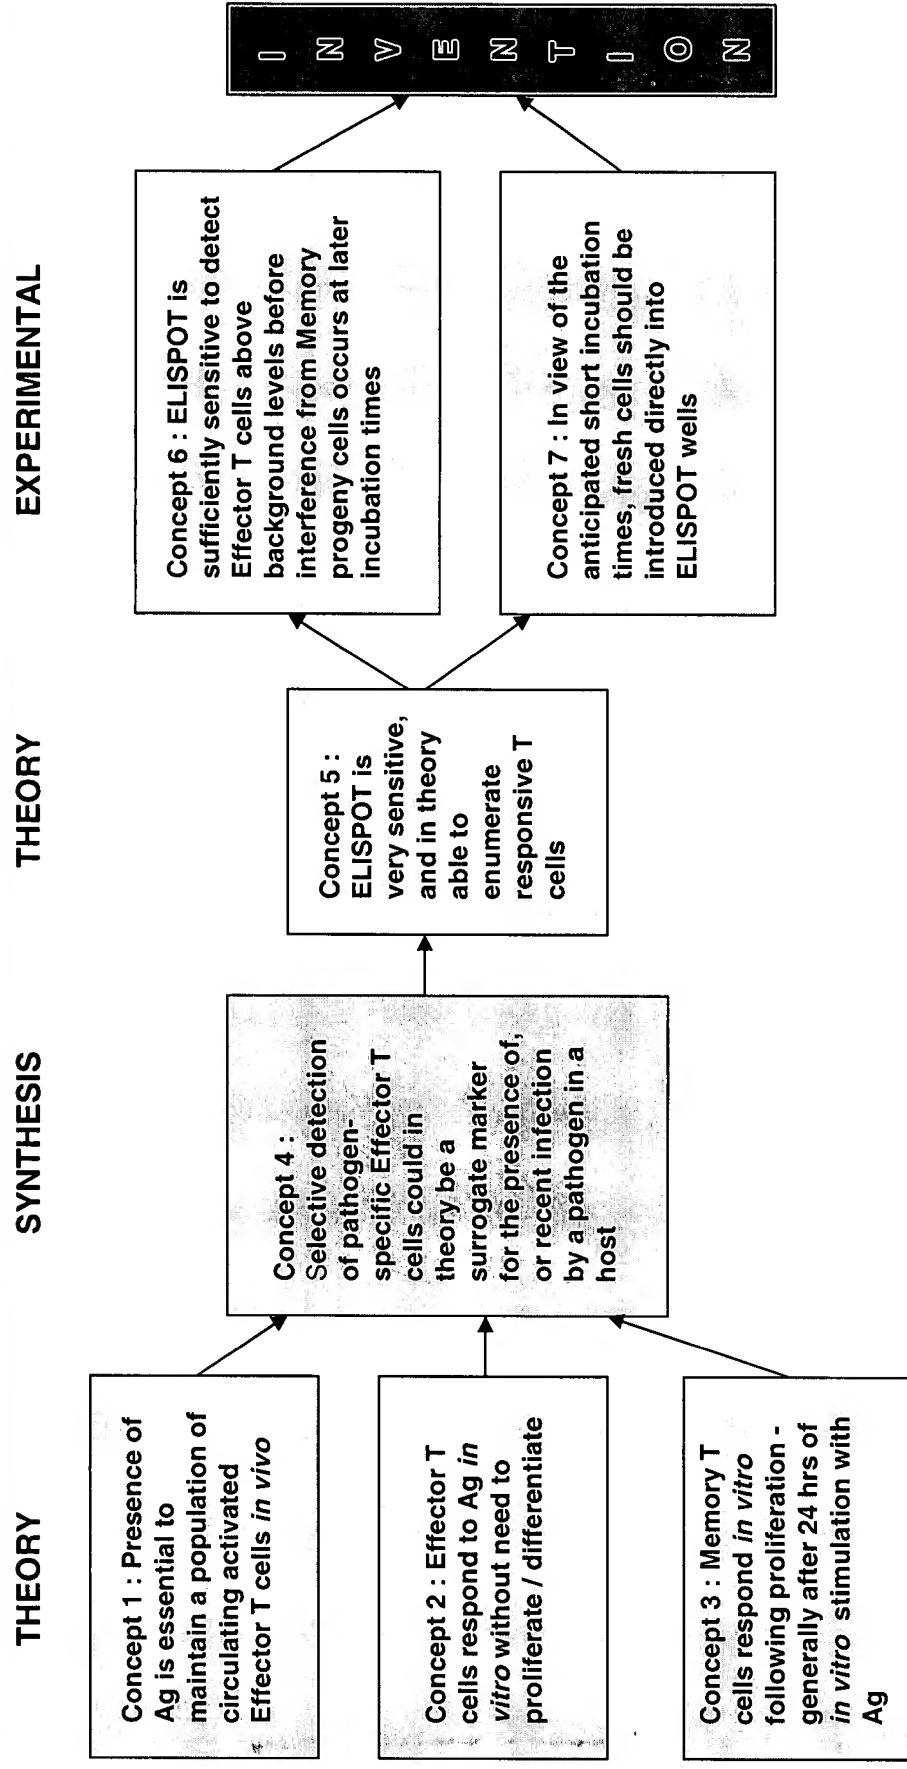 THEORY
SYNTHESIS
THEORY
EXPERIMENTAL
Concept 1 : Presence of
Ag is essential to
maintain a population of
circulating activated
Effector T cells in vivo
Concept 2 : Effector T
cells respond to Ag in
vitro without need to
proliferate / differentiate
Concept 3 : Memory T
cells respond in vitro
following proliferation -
generally after 24 hrs of
in vitro stimulation with
Ag
Concept 4 :
Selective detection
of pathogen-
specific Effector T
cells could in
theory be a
surrogate marker
for the presence of,
or recent infection
by a pathogen in a
host
Concept 5 :
ELISPOT is
very sensitive,
and in theory
able to
enumerate
responsive T
cells
Concept 6 : ELISPOT is
sufficiently sensitive to detect
Effector T cells above
background levels before
interference from Memory
progeny cells occurs at later
incubation times
Concept 7 : In view of the
anticipated short incubation
times, fresh cells should be
introduced directly into
ELISPOT wells
INVENTION